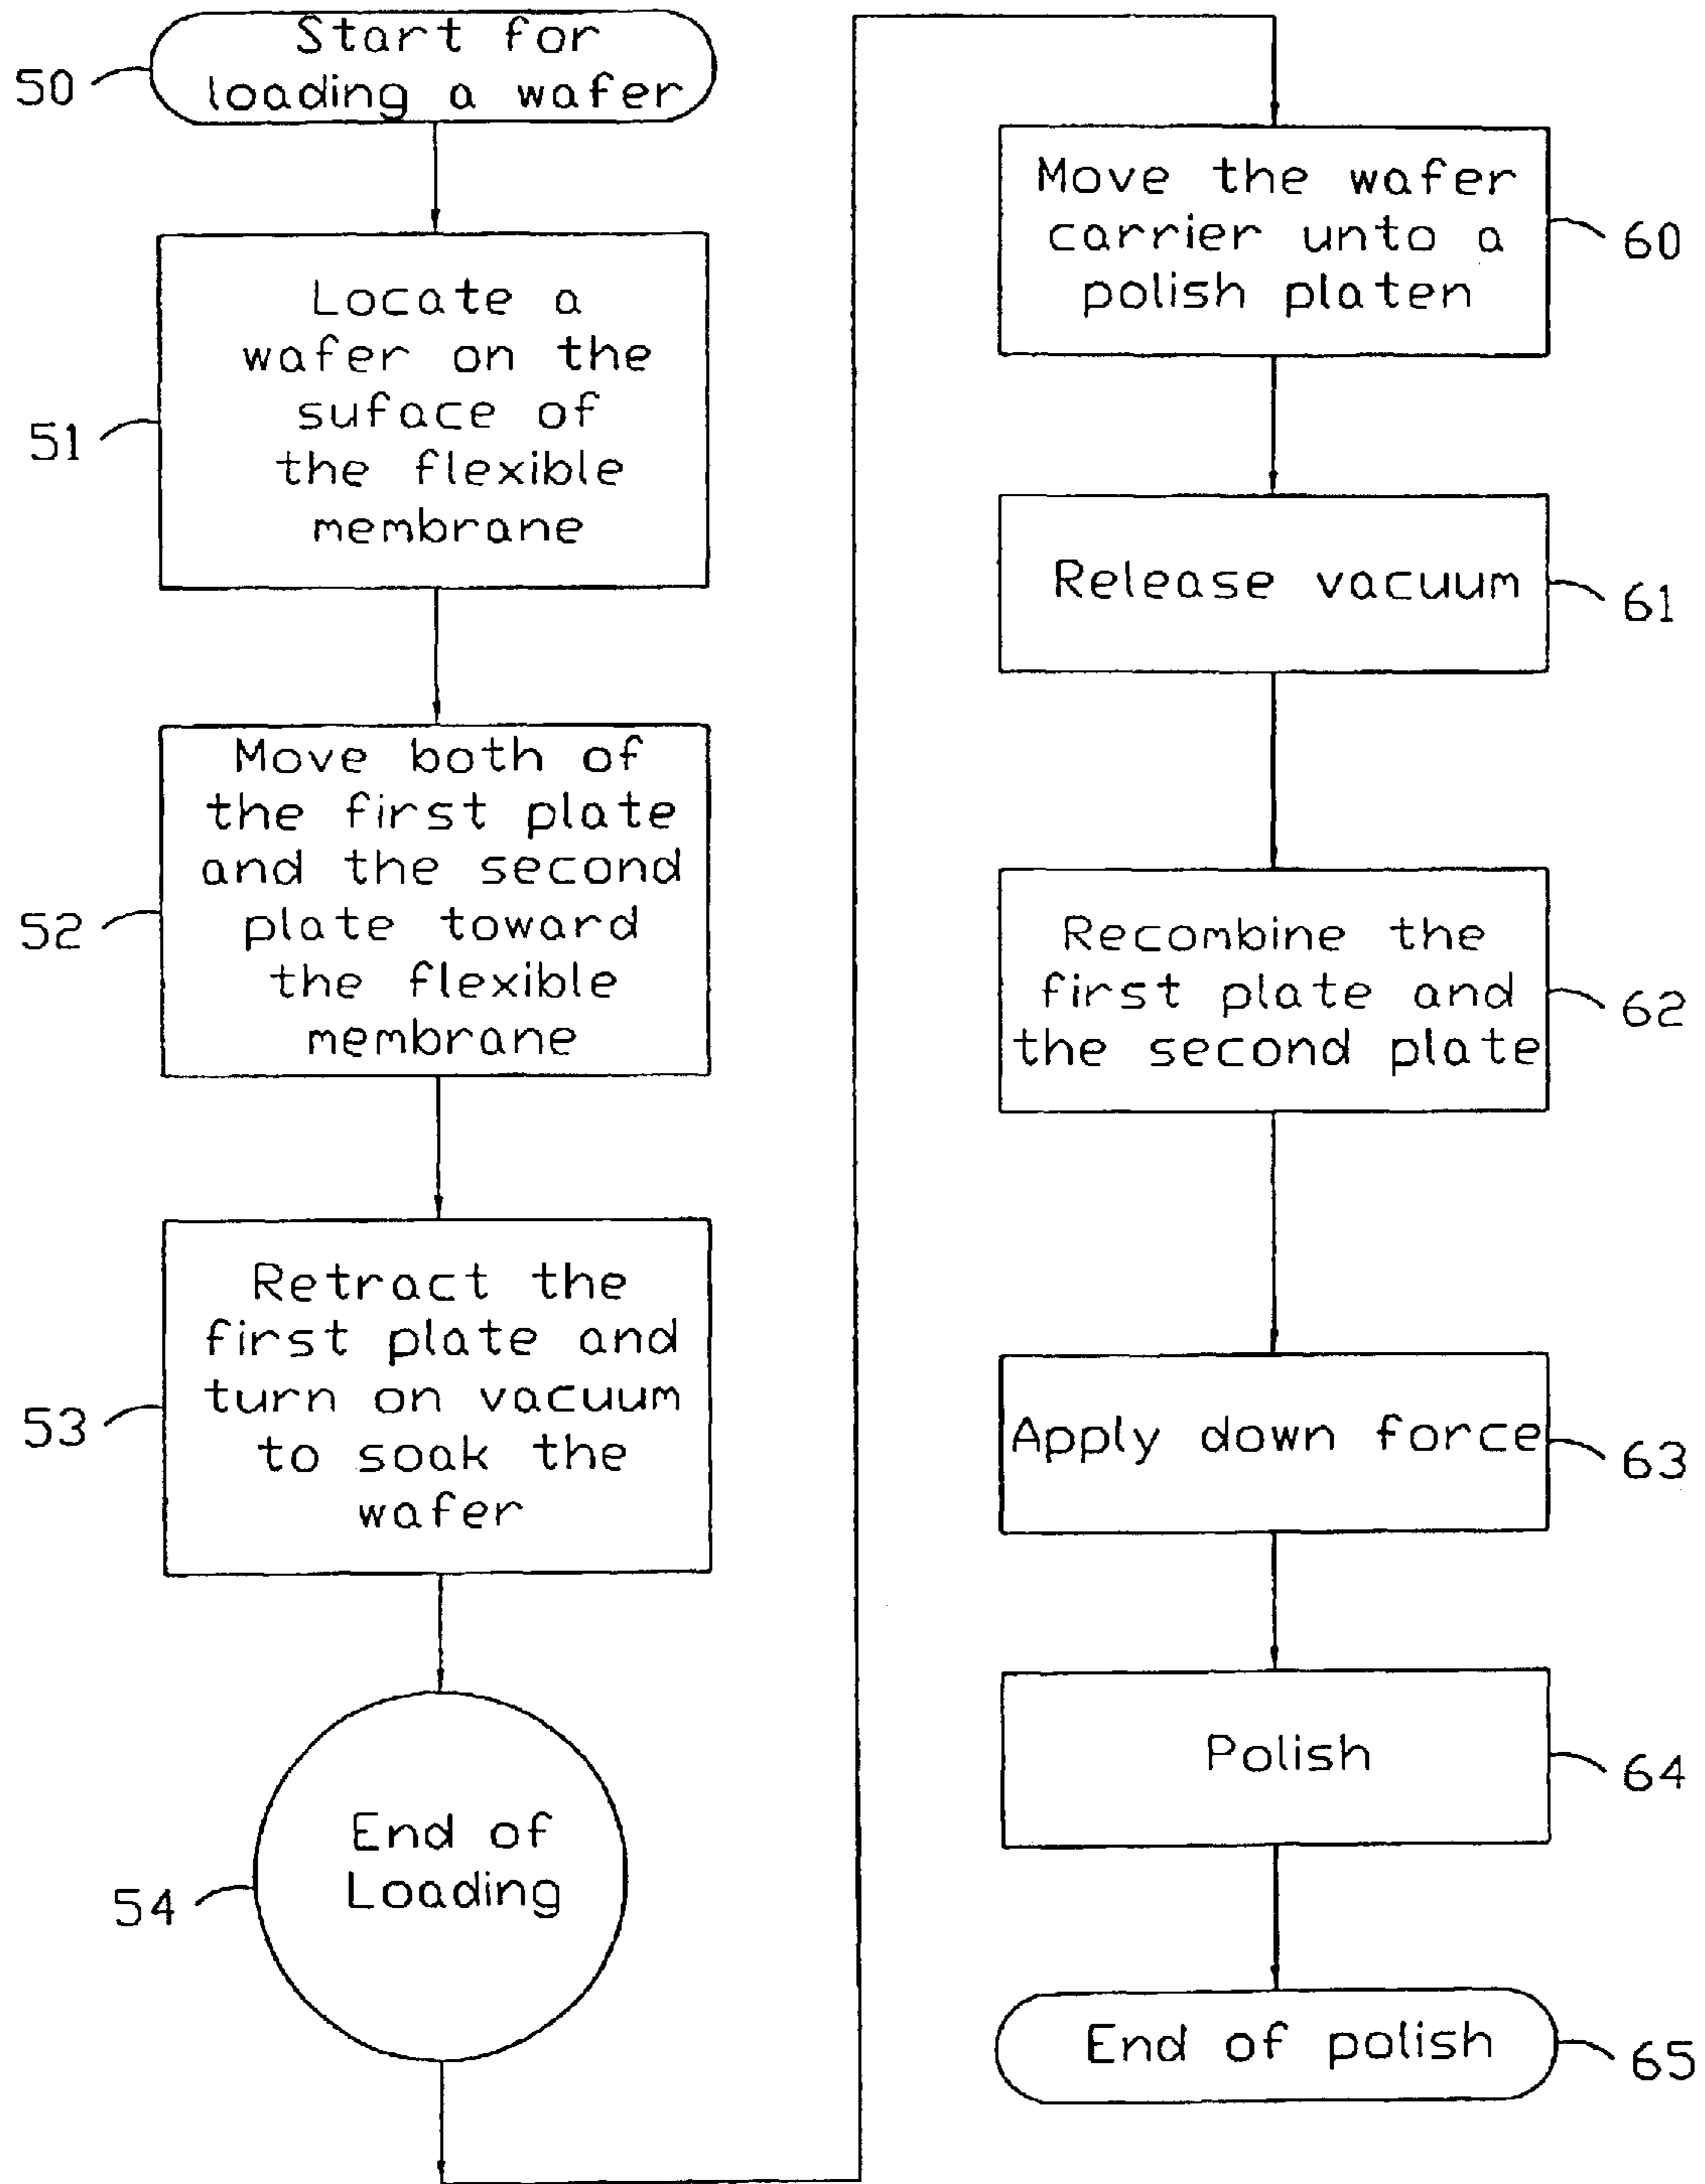 50
Start for
loading a wafer
51
Locate a
wafer on the
suface of
the flexible
membrane
52
Move both of
the first plate
and the second
plate toward
the flexible
membrane
53
Retract the
first plate and
turn on vacuum
to soak the
wafer
54
End of
Loading
Move the wafer
carrier unto a
polish platen
60
Release vacuum
61
Recombine the
first plate and
the second plate
62
Apply down force
63
Polish
64
End of polish
65